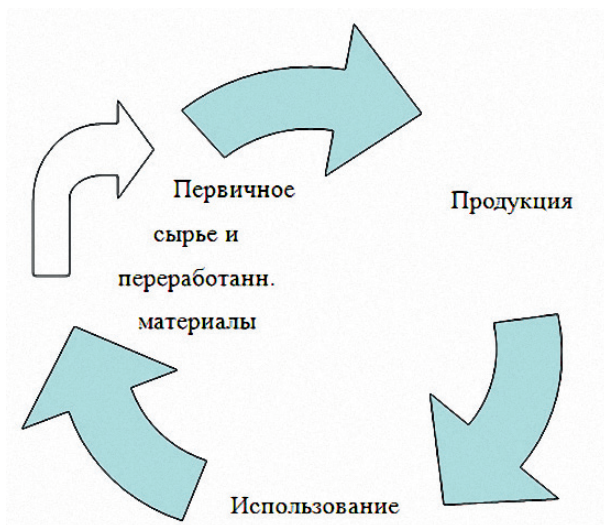 Первичное
сырье и
переработанн.
материалы
Продукция
Использование